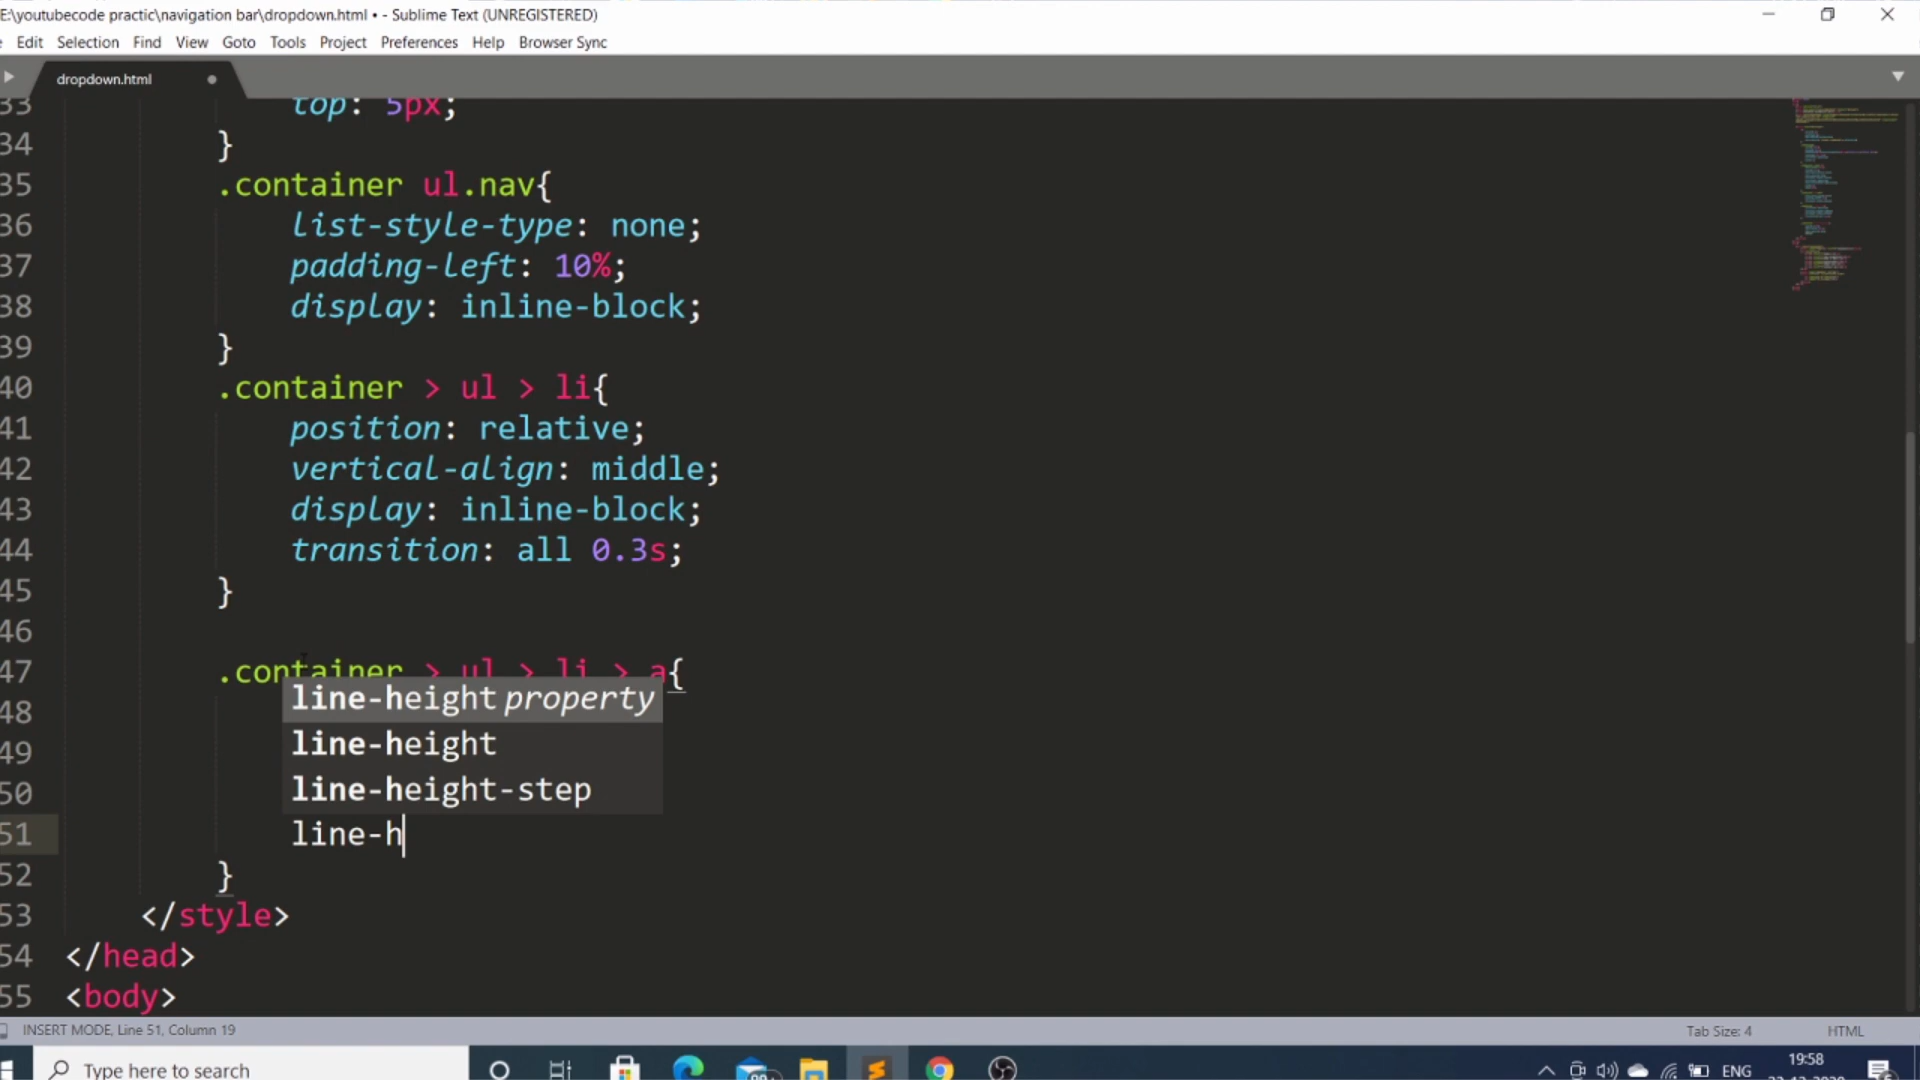 E:\youtubecode practic\navigation bar\dropdown.html • - Sublime Text (UNREGISTERED)
Edit Selection Find View Goto Tools Project Preferences Help Browser Sync
dropdown.html
33 top: 5px;
34 }
35 .container ul.nav{
36 list-style-type: none;
37 padding-left: 10%;
38 display: inline-block;
39 }
40 .container > ul > li{
41 position: relative;
42 vertical-align: middle;
43 display: inline-block;
44 transition: all 0.3s;
45 }
46
47 .container > ul > li > a{
48 line-height property
49 line-height
50 line-height-step
51 line-h
52 }
53 </style>
54 </head>
55 <body>
INSERT MODE, Line 51, Column 19 Tab Size: 4 HTML
Type here to search 99+ ENG 19:58